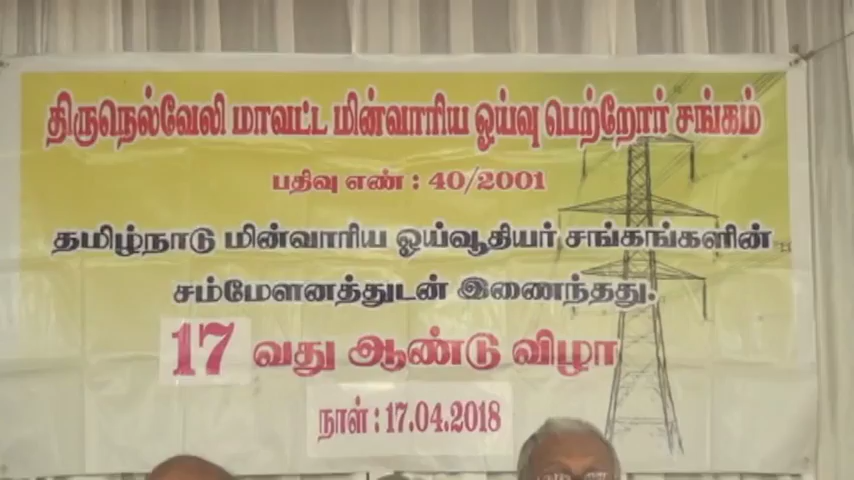 திருநெல்வேலி மாவட்ட மின்வாரிய ஓய்வு பெற்றோர் சங்கம்
பதிவு எண் : 40/2001
தமிழ்நாடு மின்வாரிய ஓய்வூதியர் சங்கங்களின்
சம்மேளனத்துடன் இணைந்தது.
17 வது ஆண்டு விழா
நாள் : 17.04.2018